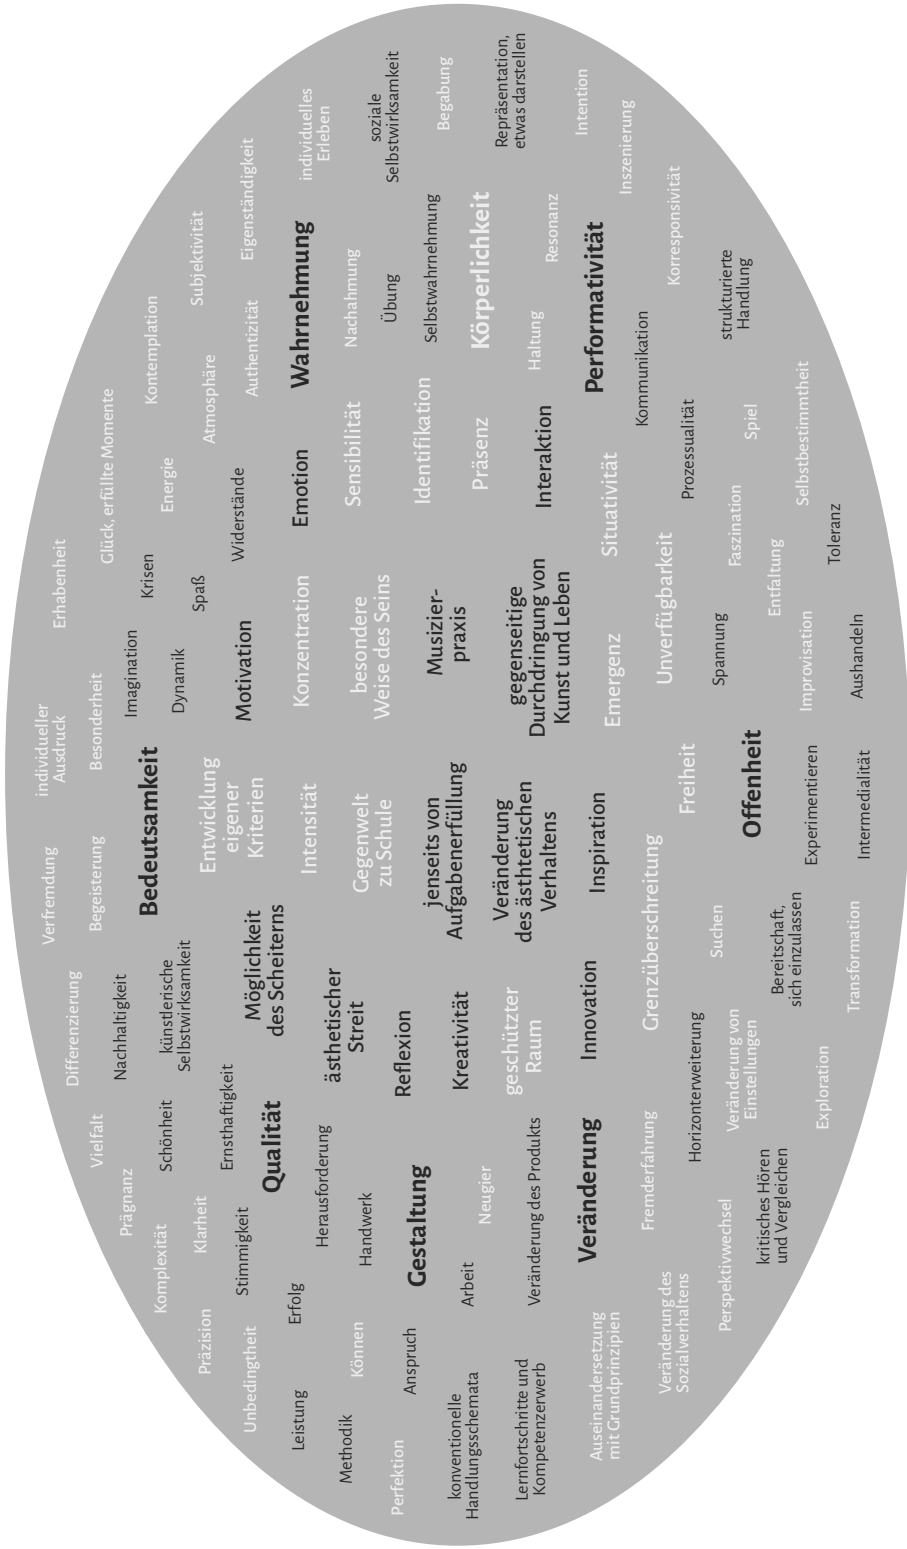 Verfremdung
individueller
Ausdruck
Erhabenheit
Differenzierung
Vielfalt
Begeisterung
Besonderheit
Glück, erfüllte Momente
Prägnanz
Nachhaltigkeit
Bedeutsamkeit
Imagination
Krisen
Kontemplation
Komplexität
Schönheit
künstlerische
Selbstwirksamkeit
Dynamik
Spaß
Energie
Präzision
Klarheit
Entwicklung
eigener
Kriterien
Atmosphäre
Subjektivität
Unbedingtheit
Stimmigkeit
Ernsthaftigkeit
Möglichkeit
des Scheiterns
Motivation
Widerstände
Authentizität
Eigenständigkeit
Qualität
Leistung
Erfolg
Intensität
Konzentration
Emotion
Wahrnehmung
individuelles
Erleben
Herausforderung
ästhetischer
Streit
Methodik
Können
Handwerk
Gegenwelt
zu Schule
besondere
Weise des Seins
Sensibilität
Nachahmung
Übung
soziale
Selbstwirksamkeit
Perfektion
Anspruch
Gestaltung
Reflexion
jenseits von
Aufgabenerfüllung
Musizier-
praxis
Identifikation
Selbstwahrnehmung
Begabung
konventionelle
Handlungsschemata
Arbeit
Neugier
Kreativität
Präsenz
Körperlichkeit
Lernfortschritte und
Kompetenzerwerb
Veränderung des Produkts
geschützter
Raum
Veränderung
des ästhtetischen
Verhaltens
gegenseitige
Durchdringung von
Kunst und Leben
Interaktion
Haltung
Resonanz
Repräsentation,
etwas darstellen
Veränderung
Innovation
Inspiration
Performativität
Intention
Auseinandersetzung
mit Grundprinzipien
Emergenz
Situativität
Inszenierung
Fremderfahrung
Grenzüberschreitung
Unverfügbarkeit
Kommunikation
Korresponsivität
Veränderung des
Sozialverhaltens
Horizonterweiterung
Freiheit
Prozessualität
Perspektivwechsel
Veränderung von
Einstellungen
Suchen
Offenheit
Spannung
Faszination
Spiel
strukturierte
Handlung
kritisches Hören
und Vergleichen
Bereitschaft,
sich einzulassen
Entfaltung
Selbstbestimmtheit
Exploration
Experimentieren
Improvisation
Toleranz
Transformation
Intermedialität
Aushandeln